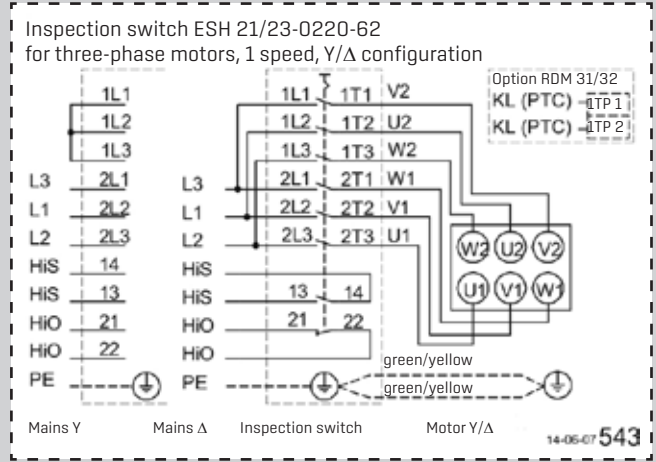 Inspection switch ESH 21/23-0220-62
for three-phase motors, 1 speed, Y/Δ configuration
Option RDM 31/32
1L1 1L1 1T1 V2 KL (PTC) 1TP 1
1L2 1L2 1T2 U2 KL (PTC) 1TP 2
1L3 1L3 1T3 W2
L3 2L1 L3 2L1 2T1 W1
L1 2L2 L1 2L2 2T2 V1
L2 2L3 L2 2L3 2T3 U1
W2 U2 V2
HiS 14 HiS
HiS 13 HiS 13 14
U1 V1 W1
HiO 21 HiO 21 22
HiO 22 HiO
green/yellow
PE PE
green/yellow
Mains Y Mains Δ Inspection switch Motor Y/Δ
14-06-07 543